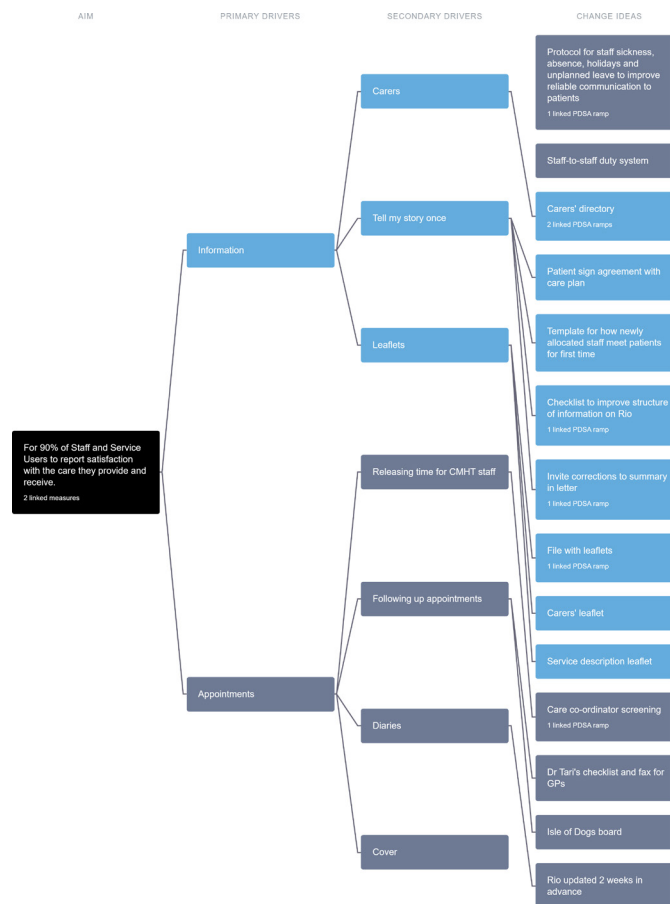 AIM
PRIMARY DRIVERS
SECONDARY DRIVERS
CHANGE IDEAS
For 90% of Staff and Service
Users to report satisfaction
with the care they provide and
receive.
2 linked measures
Information
Appointments
Carers
Tell my story once
Leaflets
Releasing time for CMHT staff
Following up appointments
Diaries
Cover
Protocol for staff sickness,
absence, holidays and
unplanned leave to improve
reliable communication to
patients
1 linked PDSA ramp
Staff-to-staff duty system
Carers' directory
2 linked PDSA ramps
Patient sign agreement with
care plan
Template for how newly
allocated staff meet patients
for first time
Checklist to improve structure
of information on Rio
1 linked PDSA ramp
Invite corrections to summary
in letter
1 linked PDSA ramp
File with leaflets
1 linked PDSA ramp
Carers' leaflet
Service description leaflet
Care co-ordinator screening
1 linked PDSA ramp
Dr Tari's checklist and fax for
GPs
Isle of Dogs board
Rio updated 2 weeks in
advance